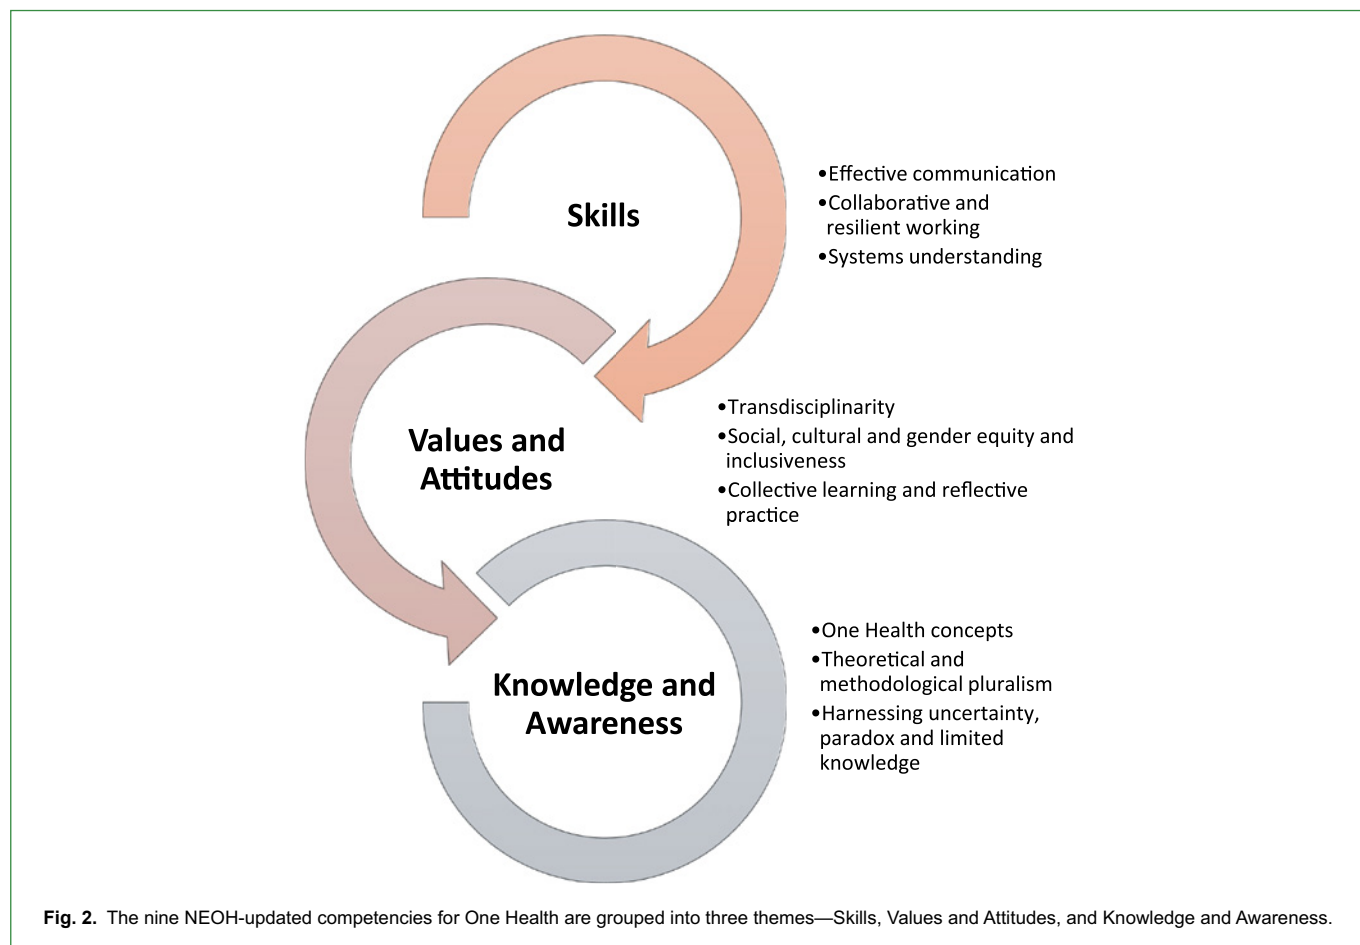 Skills
•Effective communication
•Collaborative and
resilient working
•Systems understanding
Values and
Attitudes
•Transdisciplinarity
•Social, cultural and gender equity and
inclusiveness
•Collective learning and reflective
practice
Knowledge and
Awareness
•One Health concepts
•Theoretical and
methodological pluralism
•Harnessing uncertainty,
paradox and limited
knowledge
Fig. 2. The nine NEOH-updated competencies for One Health are grouped into three themes—Skills, Values and Attitudes, and Knowledge and Awareness.